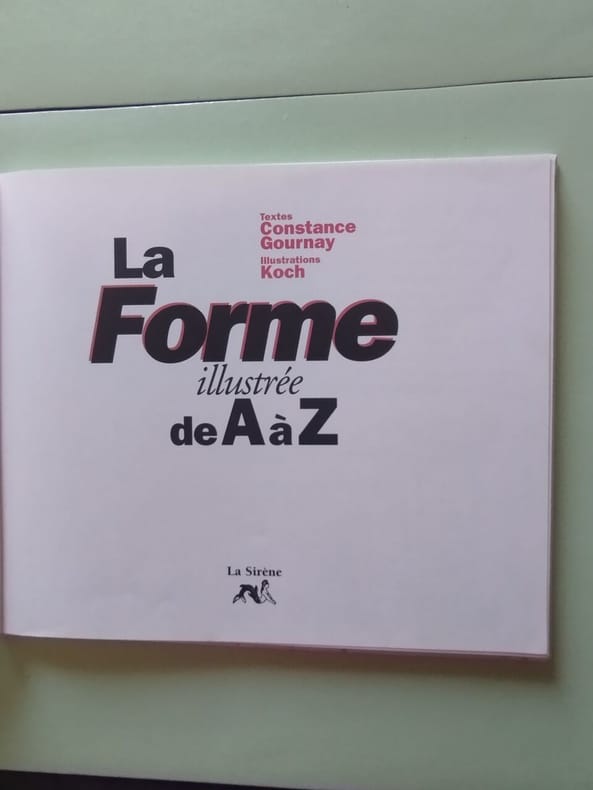 Textes
Constance
Gournay
Illustrations
Koch
La
Forme
illustrée
de A à Z
La Sirène